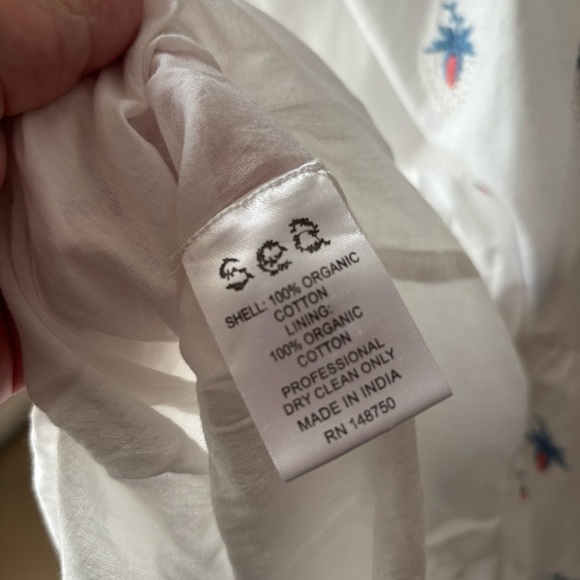 SEA
SHELL: 100% ORGANIC
COTTON
LINING:
100% ORGANIC
COTTON
PROFESSIONAL
DRY CLEAN ONLY
MADE IN INDIA
RN 148750